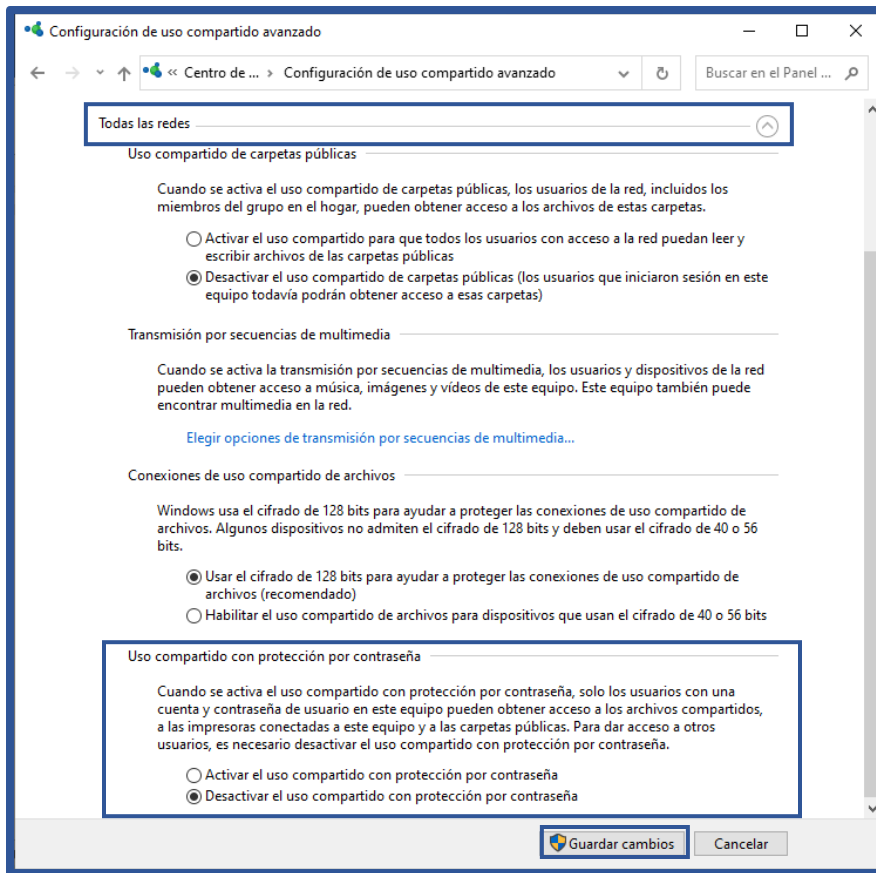 Configuración de uso compartido avanzado
« Centro de ... › Configuración de uso compartido avanzado
Buscar en el Panel ...
Todas las redes
Uso compartido de carpetas públicas
Cuando se activa el uso compartido de carpetas públicas, los usuarios de la red, incluidos los
miembros del grupo en el hogar, pueden obtener acceso a los archivos de estas carpetas.
Activar el uso compartido para que todos los usuarios con acceso a la red puedan leer y
escribir archivos de las carpetas públicas
Desactivar el uso compartido de carpetas públicas (los usuarios que iniciaron sesión en este
equipo todavía podrán obtener acceso a esas carpetas)
Transmisión por secuencias de multimedia
Cuando se activa la transmisión por secuencias de multimedia, los usuarios y dispositivos de la red
pueden obtener acceso a música, imágenes y vídeos de este equipo. Este equipo también puede
encontrar multimedia en la red.
Elegir opciones de transmisión por secuencias de multimedia...
Conexiones de uso compartido de archivos
Windows usa el cifrado de 128 bits para ayudar a proteger las conexiones de uso compartido de
archivos. Algunos dispositivos no admiten el cifrado de 128 bits y deben usar el cifrado de 40 o 56
bits.
Usar el cifrado de 128 bits para ayudar a proteger las conexiones de uso compartido de
archivos (recomendado)
Habilitar el uso compartido de archivos para dispositivos que usan el cifrado de 40 o 56 bits
Uso compartido con protección por contraseña
Cuando se activa el uso compartido con protección por contraseña, solo los usuarios con una
cuenta y contraseña de usuario en este equipo pueden obtener acceso a los archivos compartidos,
a las impresoras conectadas a este equipo y a las carpetas públicas. Para dar acceso a otros
usuarios, es necesario desactivar el uso compartido con protección por contraseña.
Activar el uso compartido con protección por contraseña
Desactivar el uso compartido con protección por contraseña
Guardar cambios
Cancelar